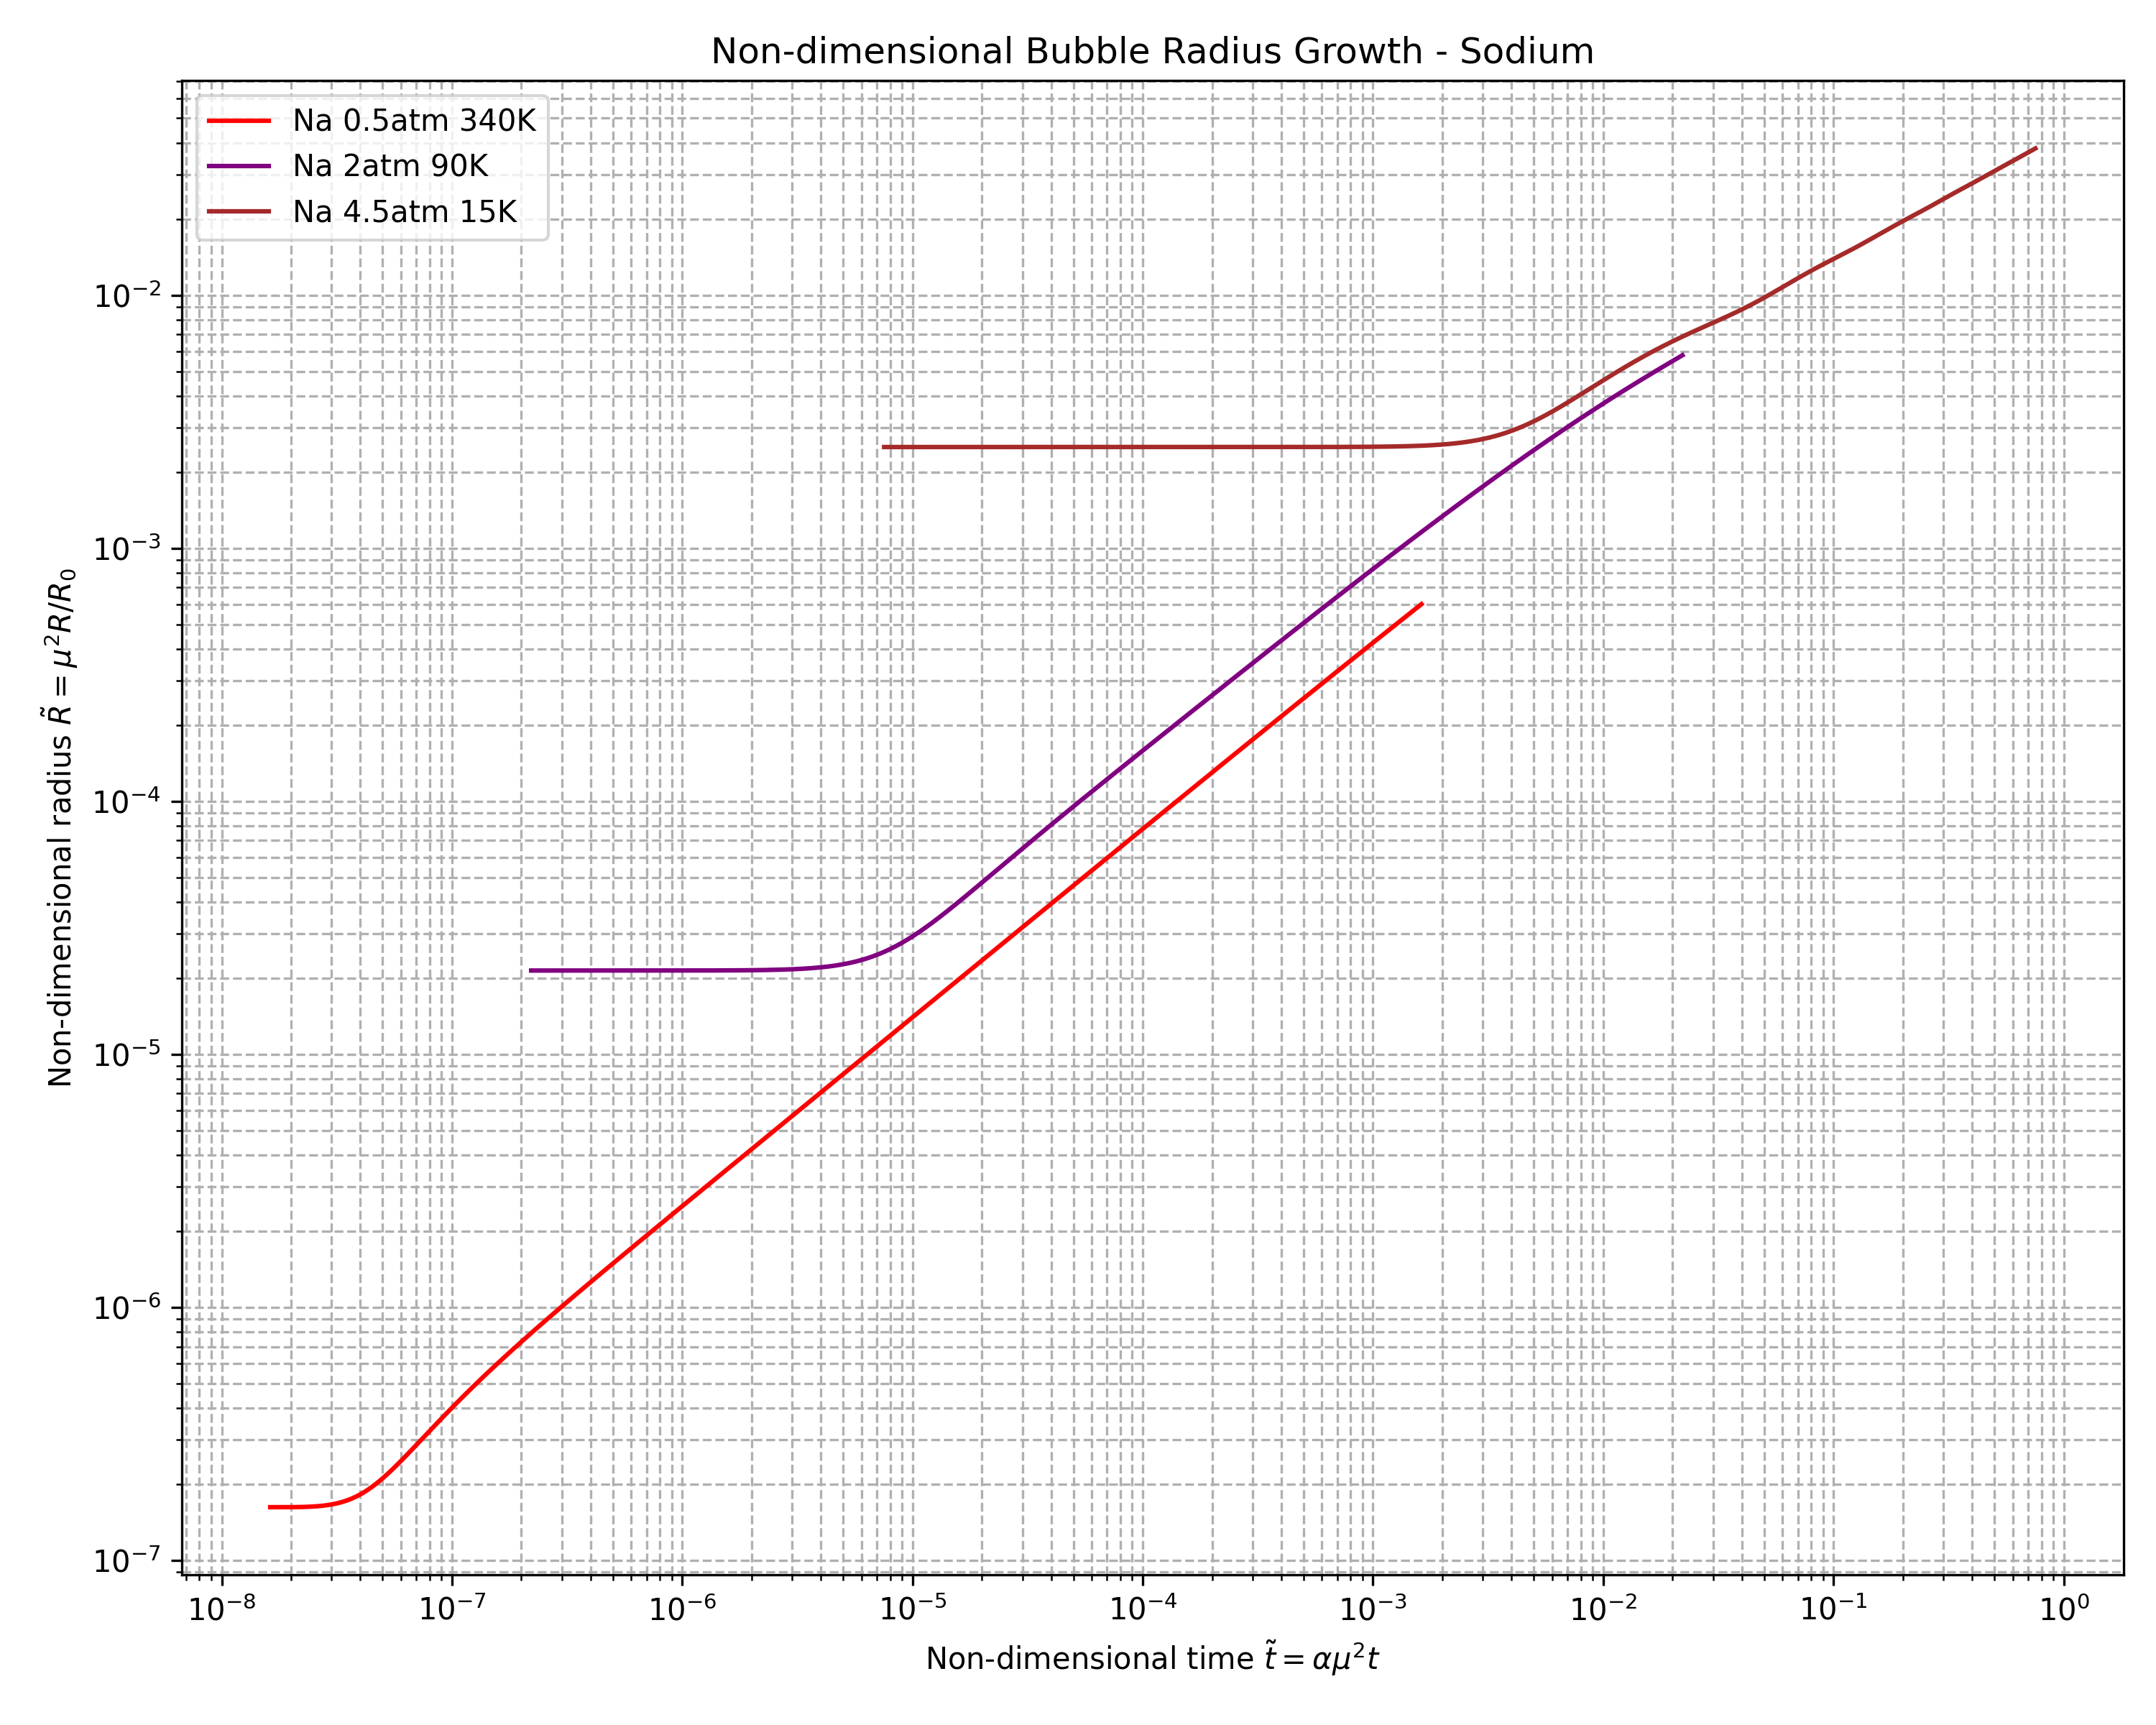 Non-dimensional Bubble Radius Growth - Sodium
Na 0.5atm 340K
Na 2atm 90K
Na 4.5atm 15K
Non-dimensional radius R̃ = μ²R/R₀
10⁻²
10⁻³
10⁻⁴
10⁻⁵
10⁻⁶
10⁻⁷
10⁻⁸ 10⁻⁷ 10⁻⁶ 10⁻⁵ 10⁻⁴ 10⁻³ 10⁻² 10⁻¹ 10⁰
Non-dimensional time t̃ = αμ²t